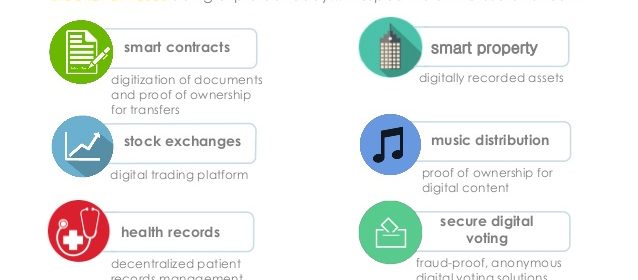 smart contracts
digitization of documents
and proof of ownership
for transfers
smart property
digitally recorded assets
stock exchanges
digital trading platform
music distribution
proof of ownership for
digital content
health records
decentralized patient
records management
secure digital
voting
fraud-proof, anonymous
digital voting solutions